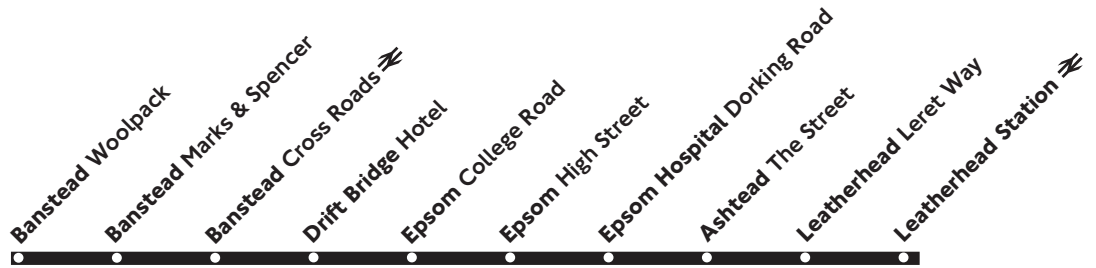 Banstead Woolpack
Banstead Marks & Spencer
Banstead Cross Roads
Drift Bridge Hotel
Epsom College Road
Epsom High Street
Epsom Hospital Dorking Road
Ashtead The Street
Leatherhead Leret Way
Leatherhead Station